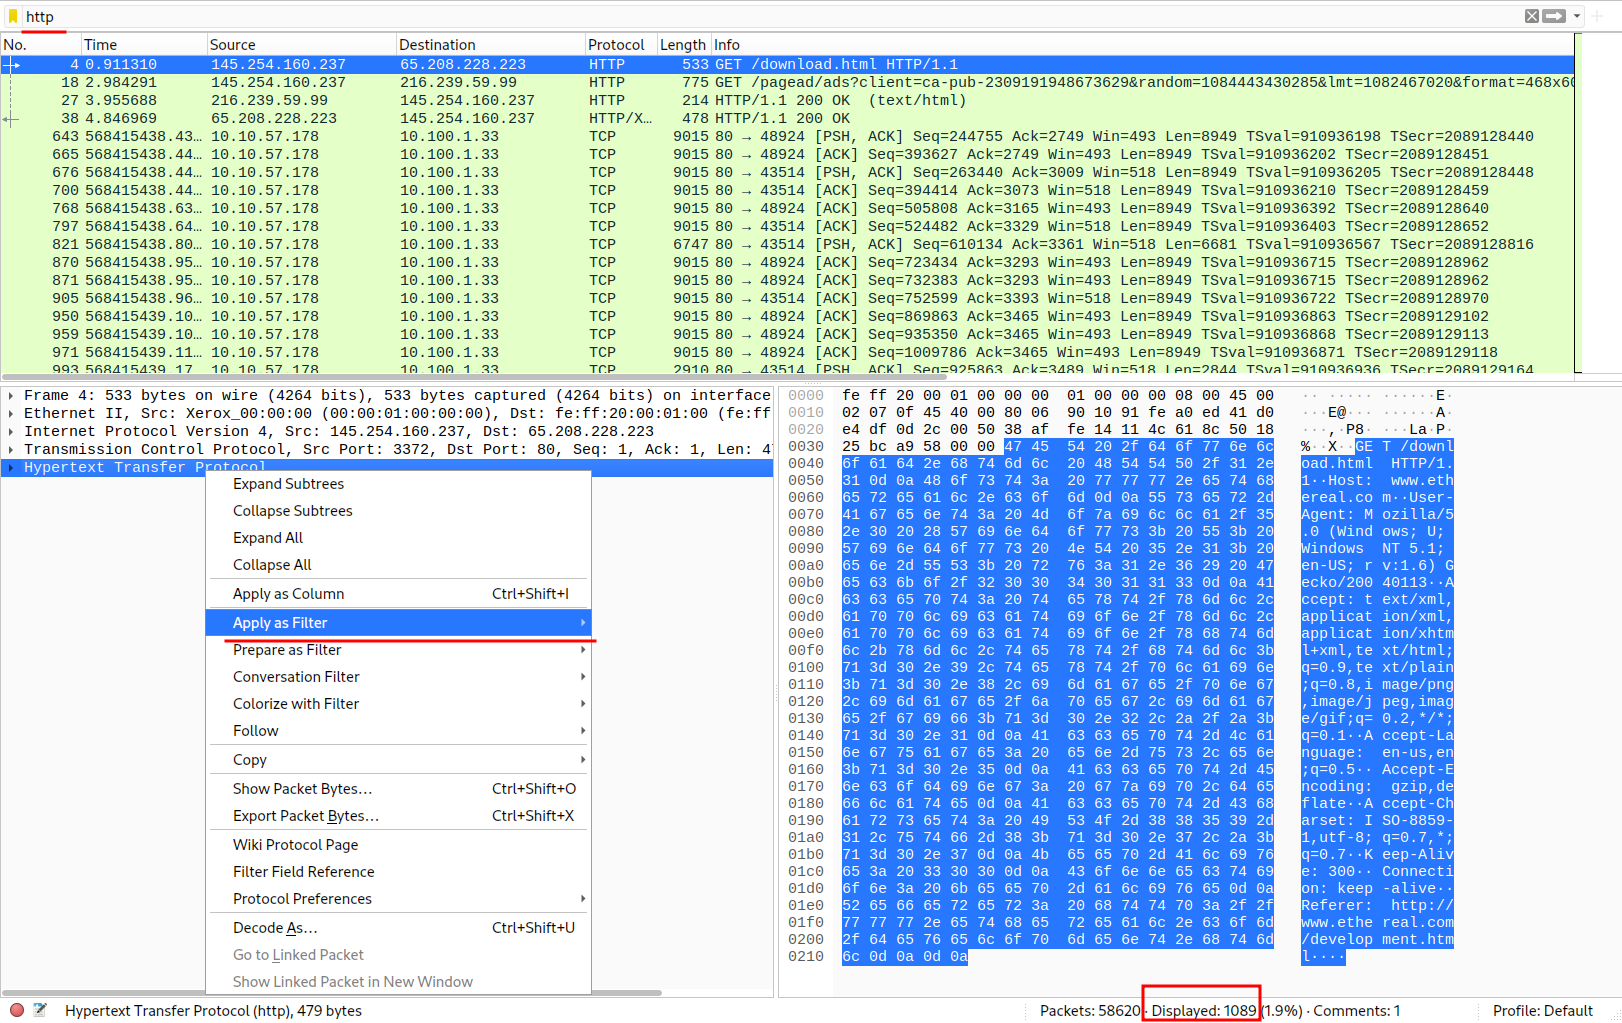 http
No. Time Source Destination Protocol Length Info
4 0.911310 145.254.160.237 65.208.228.223 HTTP 533 GET /download.html HTTP/1.1
18 2.984291 145.254.160.237 216.239.59.99 HTTP 775 GET /pagead/ads?client=ca-pub-2309191948673629&random=1084443430285&lmt=1082467020&format=468x60
27 3.955688 216.239.59.99 145.254.160.237 HTTP 214 HTTP/1.1 200 OK (text/html)
38 4.846969 65.208.228.223 145.254.160.237 HTTP/X… 478 HTTP/1.1 200 OK
643 568415438.43… 10.10.57.178 10.100.1.33 TCP 9015 80 → 48924 [PSH, ACK] Seq=244755 Ack=2749 Win=493 Len=8949 TSval=910936198 TSecr=2089128440
665 568415438.44… 10.10.57.178 10.100.1.33 TCP 9015 80 → 48924 [ACK] Seq=393627 Ack=2749 Win=493 Len=8949 TSval=910936202 TSecr=2089128451
676 568415438.44… 10.10.57.178 10.100.1.33 TCP 9015 80 → 43514 [PSH, ACK] Seq=263440 Ack=3009 Win=518 Len=8949 TSval=910936205 TSecr=2089128448
700 568415438.44… 10.10.57.178 10.100.1.33 TCP 9015 80 → 43514 [ACK] Seq=394414 Ack=3073 Win=518 Len=8949 TSval=910936210 TSecr=2089128459
768 568415438.63… 10.10.57.178 10.100.1.33 TCP 9015 80 → 48924 [ACK] Seq=505808 Ack=3165 Win=493 Len=8949 TSval=910936392 TSecr=2089128640
797 568415438.64… 10.10.57.178 10.100.1.33 TCP 9015 80 → 48924 [ACK] Seq=524482 Ack=3329 Win=493 Len=8949 TSval=910936403 TSecr=2089128652
821 568415438.80… 10.10.57.178 10.100.1.33 TCP 6747 80 → 43514 [PSH, ACK] Seq=610134 Ack=3361 Win=518 Len=6681 TSval=910936567 TSecr=2089128816
870 568415438.95… 10.10.57.178 10.100.1.33 TCP 9015 80 → 48924 [ACK] Seq=723434 Ack=3293 Win=493 Len=8949 TSval=910936715 TSecr=2089128962
871 568415438.95… 10.10.57.178 10.100.1.33 TCP 9015 80 → 48924 [ACK] Seq=732383 Ack=3293 Win=493 Len=8949 TSval=910936715 TSecr=2089128962
905 568415438.96… 10.10.57.178 10.100.1.33 TCP 9015 80 → 43514 [ACK] Seq=752599 Ack=3393 Win=518 Len=8949 TSval=910936722 TSecr=2089128970
950 568415439.10… 10.10.57.178 10.100.1.33 TCP 9015 80 → 48924 [ACK] Seq=869863 Ack=3465 Win=493 Len=8949 TSval=910936863 TSecr=2089129102
959 568415439.10… 10.10.57.178 10.100.1.33 TCP 9015 80 → 48924 [ACK] Seq=935350 Ack=3465 Win=493 Len=8949 TSval=910936868 TSecr=2089129113
971 568415439.11… 10.10.57.178 10.100.1.33 TCP 9015 80 → 48924 [ACK] Seq=1009786 Ack=3465 Win=493 Len=8949 TSval=910936871 TSecr=2089129118
993 568415439.17… 10.10.57.178 10.100.1.33 TCP 2910 80 → 43514 [ACK] Seq=925863 Ack=3489 Win=518 Len=2844 TSval=910936936 TSecr=2089129164
Frame 4: 533 bytes on wire (4264 bits), 533 bytes captured (4264 bits) on interface
Ethernet II, Src: Xerox_00:00:00 (00:00:01:00:00:00), Dst: fe:ff:20:00:01:00 (fe:ff
Internet Protocol Version 4, Src: 145.254.160.237, Dst: 65.208.228.223
Transmission Control Protocol, Src Port: 3372, Dst Port: 80, Seq: 1, Ack: 1, Len: 47
Hypertext Transfer Protocol
Expand Subtrees
Collapse Subtrees
Expand All
Collapse All
Apply as Column Ctrl+Shift+I
Apply as Filter
Prepare as Filter
Conversation Filter
Colorize with Filter
Follow
Copy
Show Packet Bytes… Ctrl+Shift+O
Export Packet Bytes… Ctrl+Shift+X
Wiki Protocol Page
Filter Field Reference
Protocol Preferences
Decode As… Ctrl+Shift+U
Go to Linked Packet
Show Linked Packet in New Window
0000 fe ff 20 00 01 00 00 00 01 00 00 00 08 00 45 00 ·· ····· ······E·
0010 02 07 0f 45 40 00 80 06 90 10 91 fe a0 ed 41 d0 ···E@··· ······A·
0020 e4 df 0d 2c 00 50 38 af fe 14 11 4c 61 8c 50 18 ···,·P8· ···La·P·
0030 25 bc a9 58 00 00 47 45 54 20 2f 64 6f 77 6e 6c %··X··GE T /downl
0040 6f 61 64 2e 68 74 6d 6c 20 48 54 54 50 2f 31 2e oad.html HTTP/1.
0050 31 0d 0a 48 6f 73 74 3a 20 77 77 77 2e 65 74 68 1··Host: www.eth
0060 65 72 65 61 6c 2e 63 6f 6d 0d 0a 55 73 65 72 2d ereal.co m··User-
0070 41 67 65 6e 74 3a 20 4d 6f 7a 69 6c 6c 61 2f 35 Agent: M ozilla/5
0080 2e 30 20 28 57 69 6e 64 6f 77 73 3b 20 55 3b 20 .0 (Wind ows; U;
0090 57 69 6e 64 6f 77 73 20 4e 54 20 35 2e 31 3b 20 Windows NT 5.1;
00a0 65 6e 2d 55 53 3b 20 72 76 3a 31 2e 36 29 20 47 en-US; r v:1.6) G
00b0 65 63 6b 6f 2f 32 30 30 34 30 31 31 33 0d 0a 41 ecko/200 40113··A
00c0 63 63 65 70 74 3a 20 74 65 78 74 2f 78 6d 6c 2c ccept: t ext/xml,
00d0 61 70 70 6c 69 63 61 74 69 6f 6e 2f 78 6d 6c 2c applicat ion/xml,
00e0 61 70 70 6c 69 63 61 74 69 6f 6e 2f 78 68 74 6d applicat ion/xhtm
00f0 6c 2b 78 6d 6c 2c 74 65 78 74 2f 68 74 6d 6c 3b l+xml,te xt/html;
0100 71 3d 30 2e 39 2c 74 65 78 74 2f 70 6c 61 69 6e q=0.9,te xt/plain
0110 3b 71 3d 30 2e 38 2c 69 6d 61 67 65 2f 70 6e 67 ;q=0.8,i mage/png
0120 2c 69 6d 61 67 65 2f 6a 70 65 67 2c 69 6d 61 67 ,image/j peg,imag
0130 65 2f 67 69 66 3b 71 3d 30 2e 32 2c 2a 2f 2a 3b e/gif;q= 0.2,*/*;
0140 71 3d 30 2e 31 0d 0a 41 63 63 65 70 74 2d 4c 61 q=0.1··A ccept-La
0150 6e 67 75 61 67 65 3a 20 65 6e 2d 75 73 2c 65 6e nguage: en-us,en
0160 3b 71 3d 30 2e 35 0d 0a 41 63 63 65 70 74 2d 45 ;q=0.5·· Accept-E
0170 6e 63 6f 64 69 6e 67 3a 20 67 7a 69 70 2c 64 65 ncoding: gzip,de
0180 66 6c 61 74 65 0d 0a 41 63 63 65 70 74 2d 43 68 flate··A ccept-Ch
0190 61 72 73 65 74 3a 20 49 53 4f 2d 38 38 35 39 2d arset: I SO-8859-
01a0 31 2c 75 74 66 2d 38 3b 71 3d 30 2e 37 2c 2a 3b 1,utf-8; q=0.7,*;
01b0 71 3d 30 2e 37 0d 0a 4b 65 65 70 2d 41 6c 69 76 q=0.7··K eep-Aliv
01c0 65 3a 20 33 30 30 0d 0a 43 6f 6e 6e 65 63 74 69 e: 300·· Connecti
01d0 6f 6e 3a 20 6b 65 65 70 2d 61 6c 69 76 65 0d 0a on: keep -alive··
01e0 52 65 66 65 72 65 72 3a 20 68 74 74 70 3a 2f 2f Referer: http://
01f0 77 77 77 2e 65 74 68 65 72 65 61 6c 2e 63 6f 6d www.ethe real.com
0200 2f 64 65 76 65 6c 6f 70 6d 65 6e 74 2e 68 74 6d /develop ment.htm
0210 6c 0d 0a 0d 0a l····
Hypertext Transfer Protocol (http), 479 bytes Packets: 58620 · Displayed: 1089 (1.9%) · Comments: 1 Profile: Default